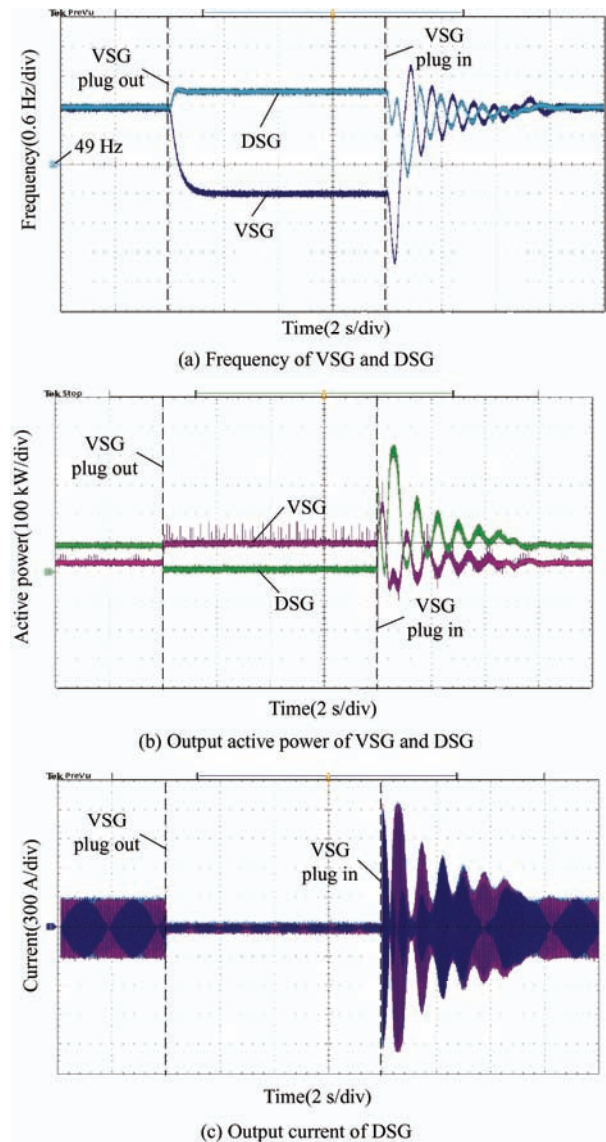 Tek PreVu
VSG
plug out
VSG
plug in
DSG
49 Hz
VSG
Frequency(0.6 Hz/div)
Time(2 s/div)
(a) Frequency of VSG and DSG
Tek Stop
VSG
plug out
VSG
DSG
VSG
plug in
Active power(100 kW/div)
Time(2 s/div)
(b) Output active power of VSG and DSG
Tek PreVu
VSG
plug out
VSG
plug in
Current(300 A/div)
Time(2 s/div)
(c) Output current of DSG